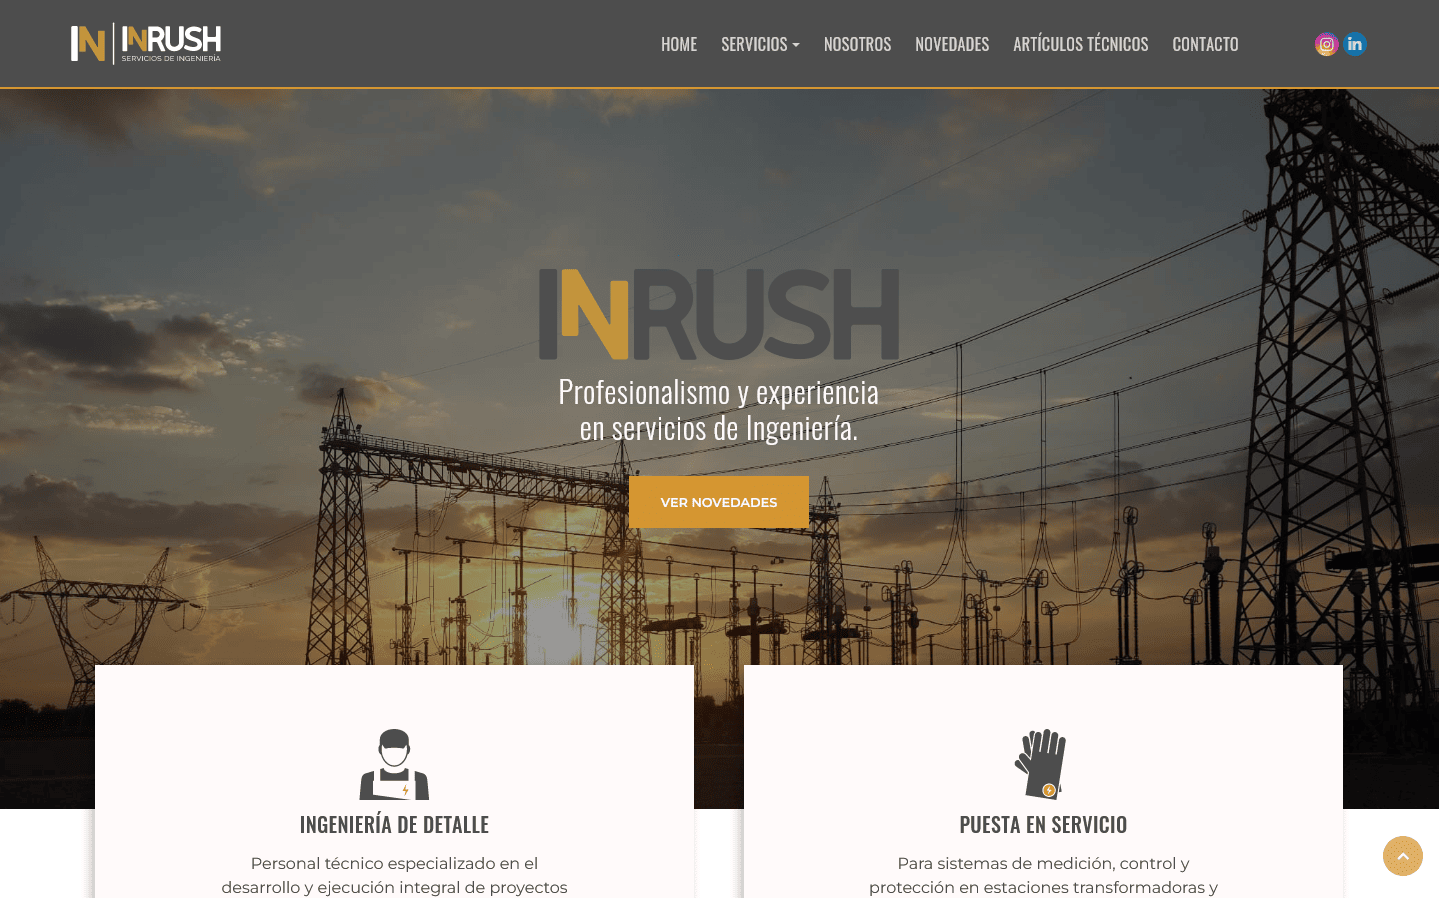 IN INRUSH
SERVICIOS DE INGENIERÍA
HOME SERVICIOS NOSOTROS NOVEDADES ARTÍCULOS TÉCNICOS CONTACTO
in
INRUSH
Profesionalismo y experiencia
en servicios de Ingeniería.
VER NOVEDADES
INGENIERÍA DE DETALLE
Personal técnico especializado en el
desarrollo y ejecución integral de proyectos
PUESTA EN SERVICIO
Para sistemas de medición, control y
protección en estaciones transformadoras y